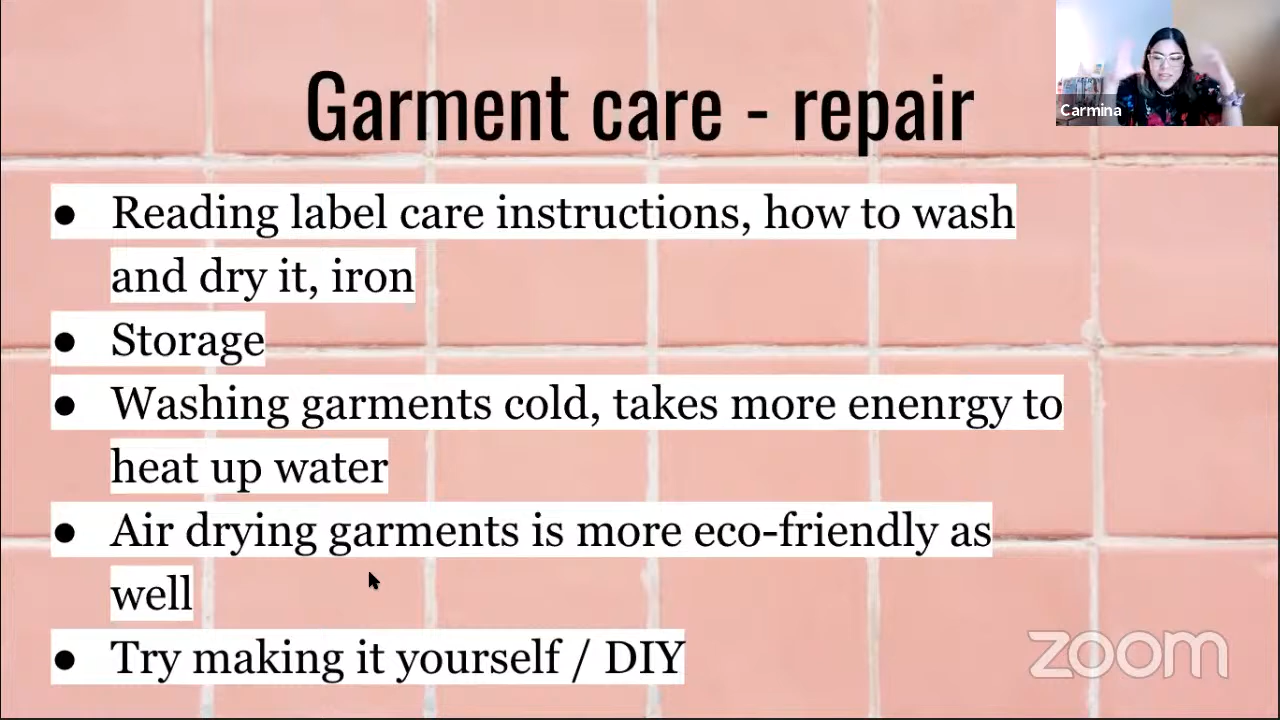 Garment care - repair
Carmina
● Reading label care instructions, how to wash
and dry it, iron
● Storage
● Washing garments cold, takes more enenrgy to
heat up water
● Air drying garments is more eco-friendly as
well
● Try making it yourself / DIY
zoom